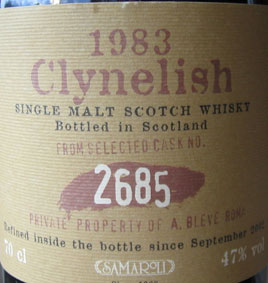 1983
Clynelish
SINGLE MALT SCOTCH WHISKY
Bottled in Scotland
FROM SELECTED CASK NO.
2685
PRIVATE PROPERTY OF A. BLEVE ROMA
Refined inside the bottle since September
70 cl
47% vol
SAMAROLI